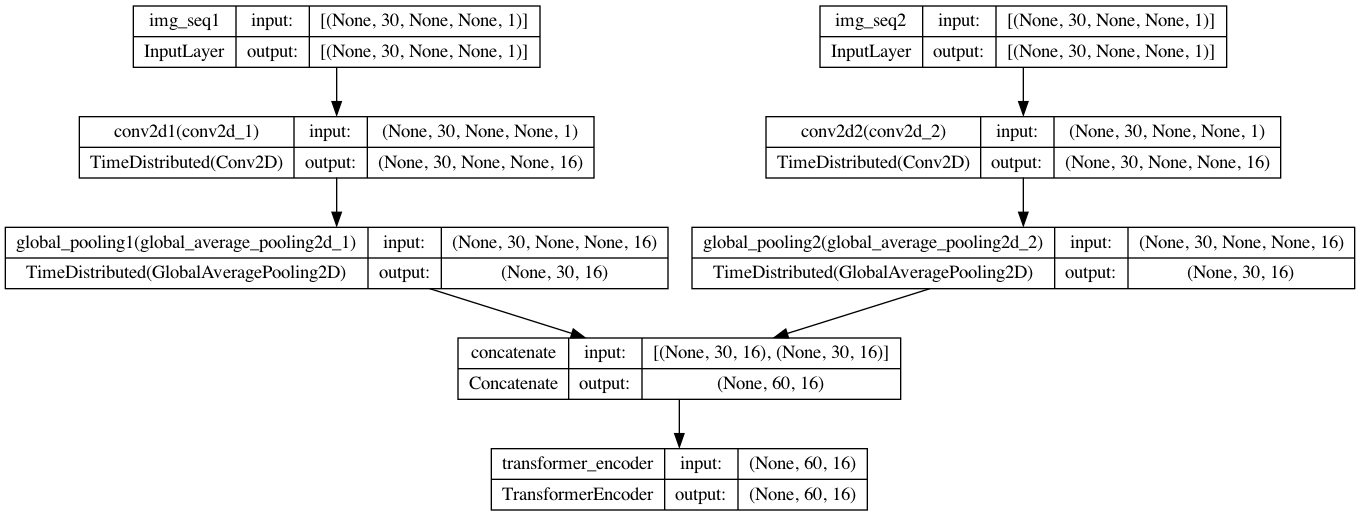 img_seq1 input: [(None, 30, None, None, 1)]
InputLayer output: [(None, 30, None, None, 1)]
img_seq2 input: [(None, 30, None, None, 1)]
InputLayer output: [(None, 30, None, None, 1)]
conv2d1(conv2d_1) input: (None, 30, None, None, 1)
TimeDistributed(Conv2D) output: (None, 30, None, None, 16)
conv2d2(conv2d_2) input: (None, 30, None, None, 1)
TimeDistributed(Conv2D) output: (None, 30, None, None, 16)
global_pooling1(global_average_pooling2d_1) input: (None, 30, None, None, 16)
TimeDistributed(GlobalAveragePooling2D) output: (None, 30, 16)
global_pooling2(global_average_pooling2d_2) input: (None, 30, None, None, 16)
TimeDistributed(GlobalAveragePooling2D) output: (None, 30, 16)
concatenate input: [(None, 30, 16), (None, 30, 16)]
Concatenate output: (None, 60, 16)
transformer_encoder input: (None, 60, 16)
TransformerEncoder output: (None, 60, 16)